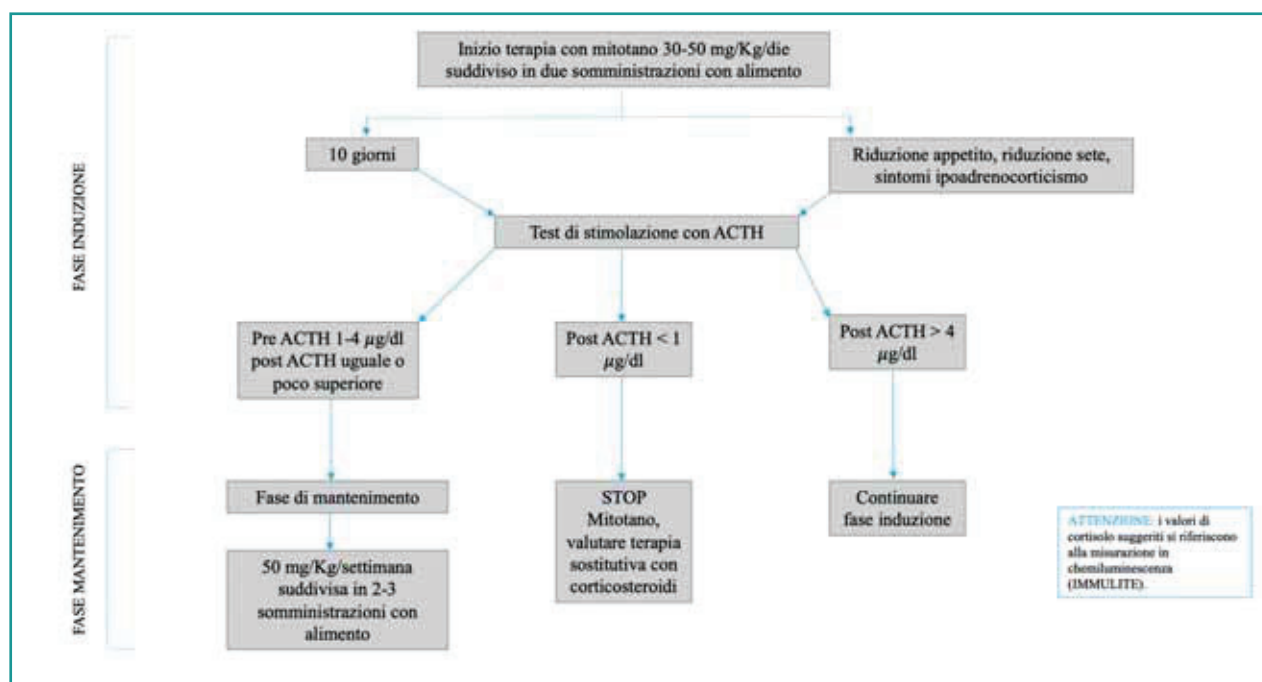 Inizio terapia con mitotano 30-50 mg/Kg/die
suddiviso in due somministrazioni con alimento
10 giorni
Riduzione appetito, riduzione sete,
sintomi ipoadrenocorticismo
Test di stimolazione con ACTH
FASE INDUZIONE
Pre ACTH 1-4 µg/dl
post ACTH uguale o
poco superiore
Post ACTH < 1
µg/dl
Post ACTH > 4
µg/dl
FASE MANTENIMENTO
Fase di mantenimento
STOP
Mitotano,
valutare terapia
sostitutiva con
corticosteroidi
Continuare
fase induzione
50 mg/Kg/settimana
suddivisa in 2-3
somministrazioni con
alimento
ATTENZIONE: i valori di
cortisolo suggeriti si riferiscono
alla misurazione in
chemiluminescenza
(IMMULITE).